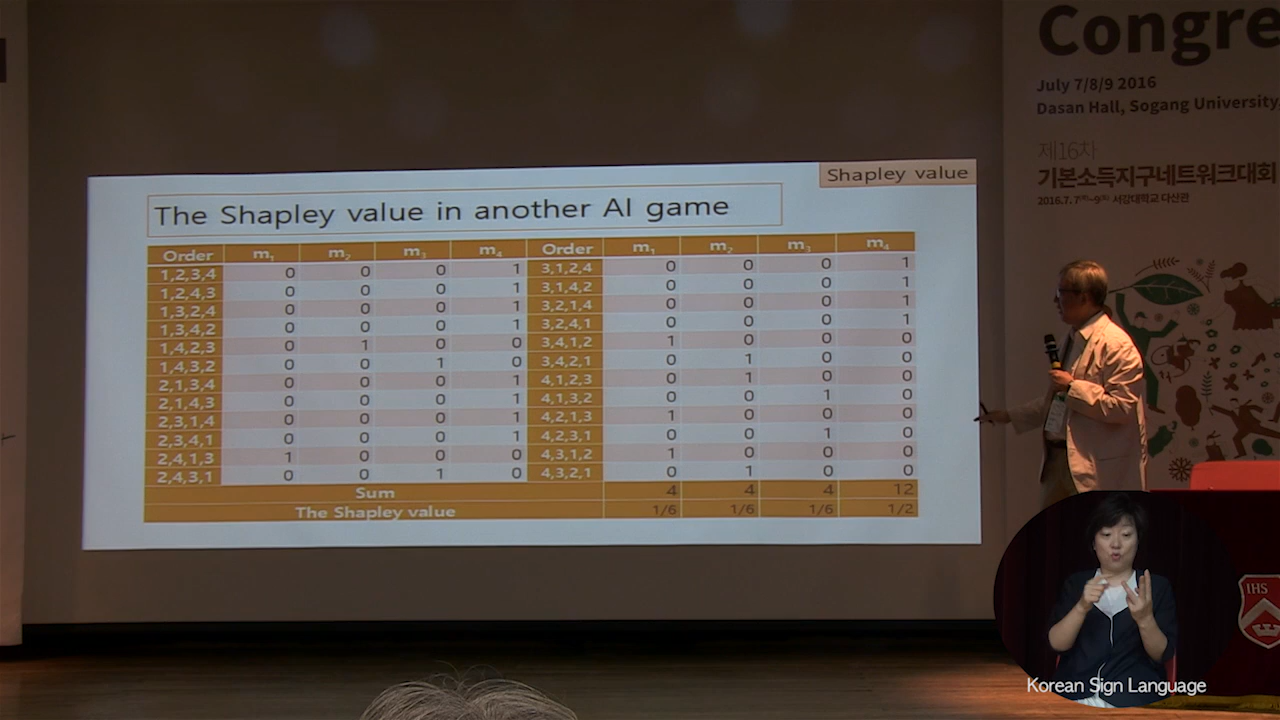 Congre
July 7/8/9 2016
Dasan Hall, Sogang University,
제16차
기본소득지구네트워크대회
2016.7. 7(목)-9(토) 서강대학교 다산관
Shapley value
The Shapley value in another AI game
Order m₁ m₂ m₃ m₄ Order m₁ m₂ m₃ m₄
1,2,3,4 0 0 0 1 3,1,2,4 0 0 0 1
1,2,4,3 0 0 0 1 3,1,4,2 0 0 0 1
1,3,2,4 0 0 0 1 3,2,1,4 0 0 0 1
1,3,4,2 0 0 0 1 3,2,4,1 0 0 0 1
1,4,2,3 0 1 0 0 3,4,1,2 1 0 0 0
1,4,3,2 0 0 1 0 3,4,2,1 0 1 0 0
2,1,3,4 0 0 0 1 4,1,2,3 0 1 0 0
2,1,4,3 0 0 0 1 4,1,3,2 0 0 1 0
2,3,1,4 0 0 0 1 4,2,1,3 1 0 0 0
2,3,4,1 0 0 0 1 4,2,3,1 0 0 1 0
2,4,1,3 1 0 0 0 4,3,1,2 1 0 0 0
2,4,3,1 0 0 1 0 4,3,2,1 0 1 0 0
Sum 4 4 4 12
The Shapley value 1/6 1/6 1/6 1/2
IHS
Korean Sign Language